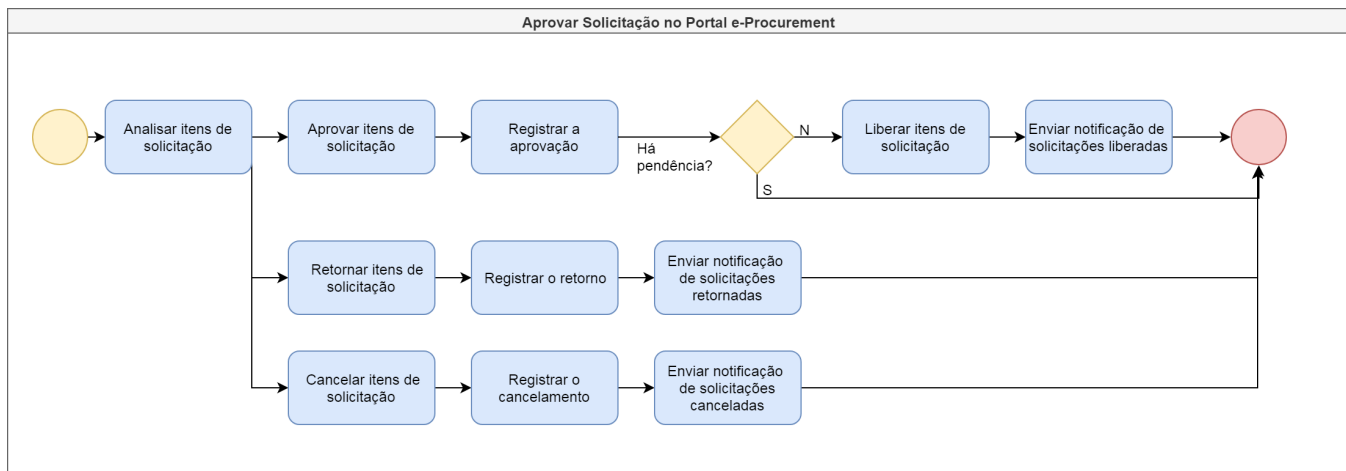 Aprovar Solicitação no Portal e-Procurement
Analisar itens de
solicitação
Aprovar itens de
solicitação
Registrar a
aprovação
Há
pendência?
N
S
Liberar itens de
solicitação
Enviar notificação de
solicitações liberadas
Retornar itens de
solicitação
Registrar o retorno
Enviar notificação
de solicitações
retornadas
Cancelar itens de
solicitação
Registrar o
cancelamento
Enviar notificação
de solicitações
canceladas